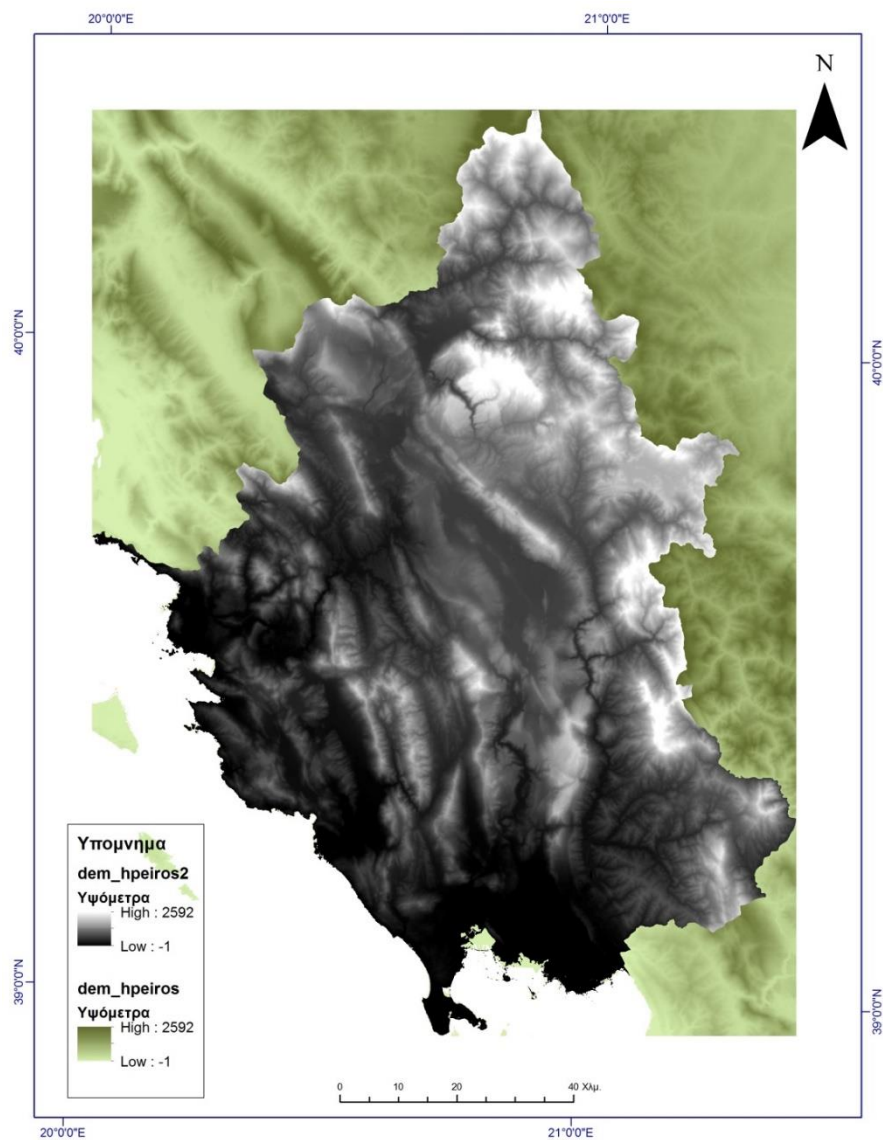 20°0'0"E
21°0'0"E
N
40°0'0"N
40°0'0"N
Υπομνημα
dem_hpeiros2
Υψόμετρα
High : 2592
Low : -1
dem_hpeiros
Υψόμετρα
High : 2592
Low : -1
39°0'0"N
39°0'0"N
0 10 20 40 Χλμ.
20°0'0"E
21°0'0"E